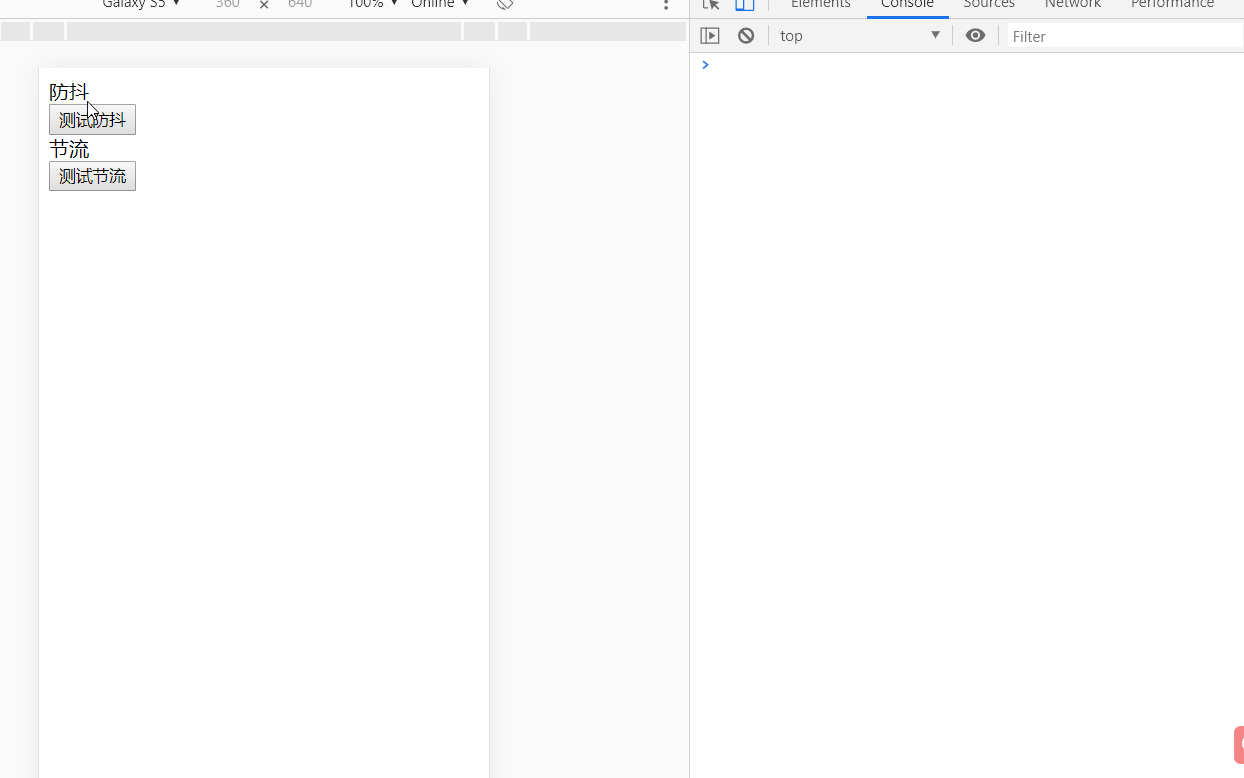 Galaxy S5 ▼ 360 × 640 100% ▼ Online ▼
Elements Console Sources Network Performance
top ▼ Filter
>
防抖
测试防抖
节流
测试节流